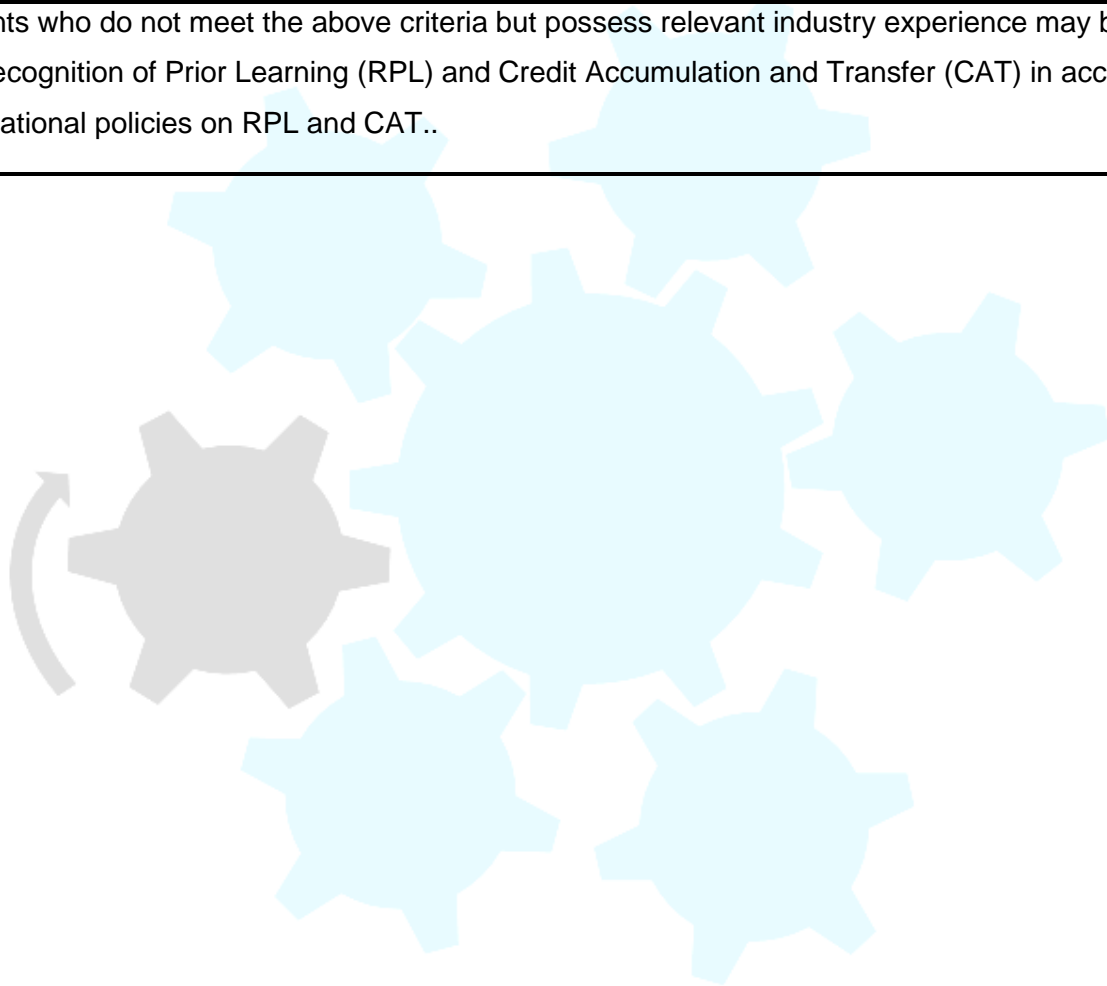 nts who do not meet the above criteria but possess relevant industry experience may b
ecognition of Prior Learning (RPL) and Credit Accumulation and Transfer (CAT) in acc
ational policies on RPL and CAT..